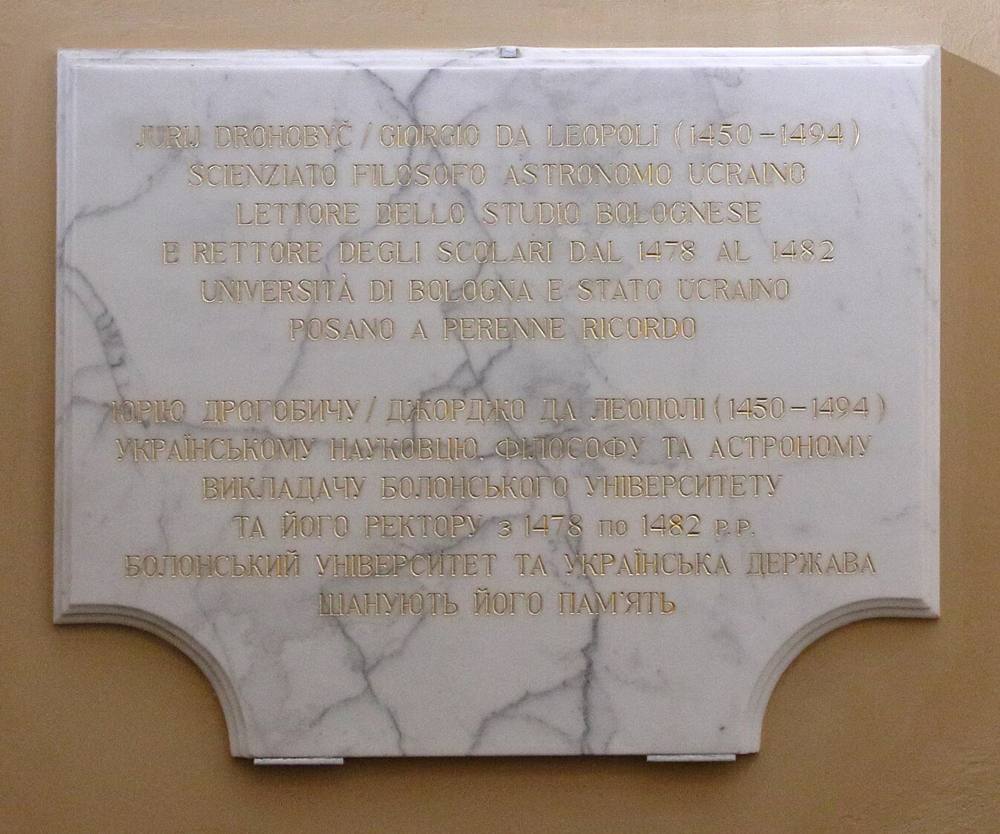 JURIJ DROHOBYČ / GIORGIO DA LEOPOLI (1450-1494)
SCIENZIATO FILOSOFO ASTRONOMO UCRAINO
LETTORE DELLO STUDIO BOLOGNESE
E RETTORE DEGLI SCOLARI DAL 1478 AL 1482
UNIVERSITÀ DI BOLOGNA E STATO UCRAINO
POSANO A PERENNE RICORDO
ЮРІЮ ДРОГОБИЧУ / ДЖОРДЖО ДА ЛЕОПОЛІ (1450-1494)
УКРАЇНСЬКОМУ НАУКОВЦЮ, ФІЛОСОФУ ТА АСТРОНОМУ
ВИКЛАДАЧУ БОЛОНСЬКОГО УНІВЕРСИТЕТУ
ТА ЙОГО РЕКТОРУ З 1478 ПО 1482 Р.Р.
БОЛОНСЬКИЙ УНІВЕРСИТЕТ ТА УКРАЇНСЬКА ДЕРЖАВА
ШАНУЮТЬ ЙОГО ПАМ'ЯТЬ